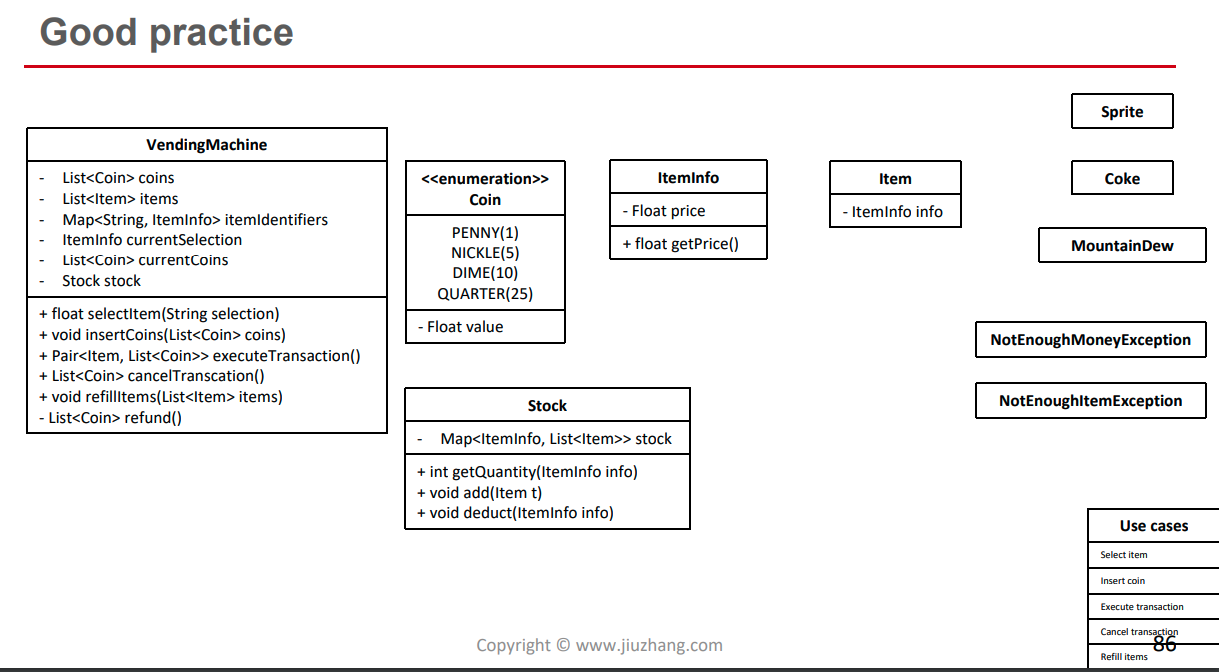 Good practice
VendingMachine
- List<Coin> coins
- List<Item> items
- Map<String, ItemInfo> itemIdentifiers
- ItemInfo currentSelection
- List<Coin> currentCoins
- Stock stock
+ float selectItem(String selection)
+ void insertCoins(List<Coin> coins)
+ Pair<Item, List<Coin>> executeTransaction()
+ List<Coin> cancelTranscation()
+ void refillItems(List<Item> items)
- List<Coin> refund()
<<enumeration>>
Coin
PENNY(1)
NICKLE(5)
DIME(10)
QUARTER(25)
- Float value
Stock
- Map<ItemInfo, List<Item>> stock
+ int getQuantity(ItemInfo info)
+ void add(Item t)
+ void deduct(ItemInfo info)
ItemInfo
- Float price
+ float getPrice()
Item
- ItemInfo info
Sprite
Coke
MountainDew
NotEnoughMoneyException
NotEnoughItemException
Use cases
Select item
Insert coin
Execute transaction
Cancel transaction
Refill items
86
Copyright © www.jiuzhang.com